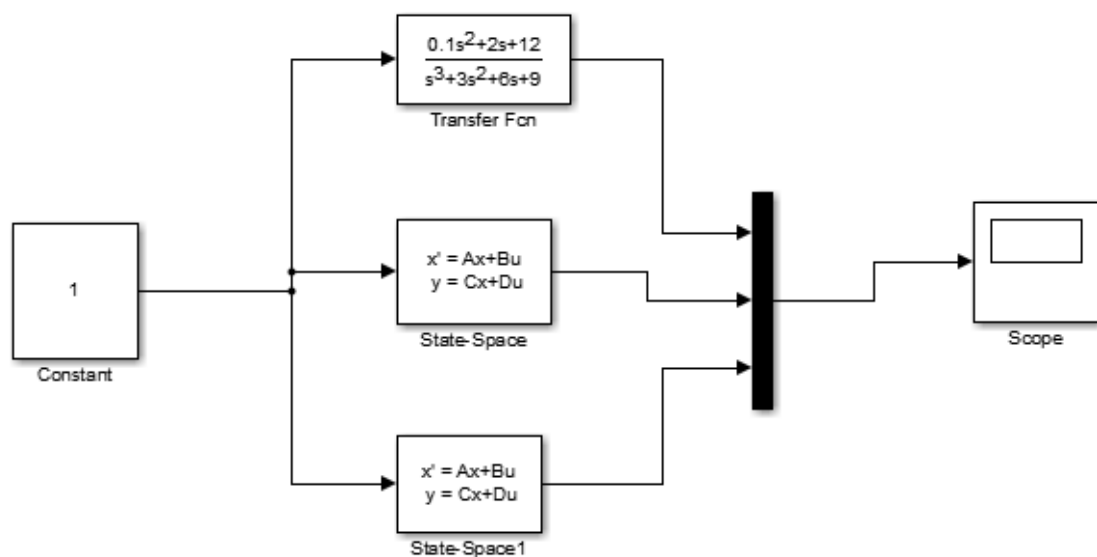 0.1s²+2s+12
s³+3s²+6s+9
Transfer Fcn
1
Constant
x' = Ax+Bu
y = Cx+Du
State-Space
Scope
x' = Ax+Bu
y = Cx+Du
State-Space1